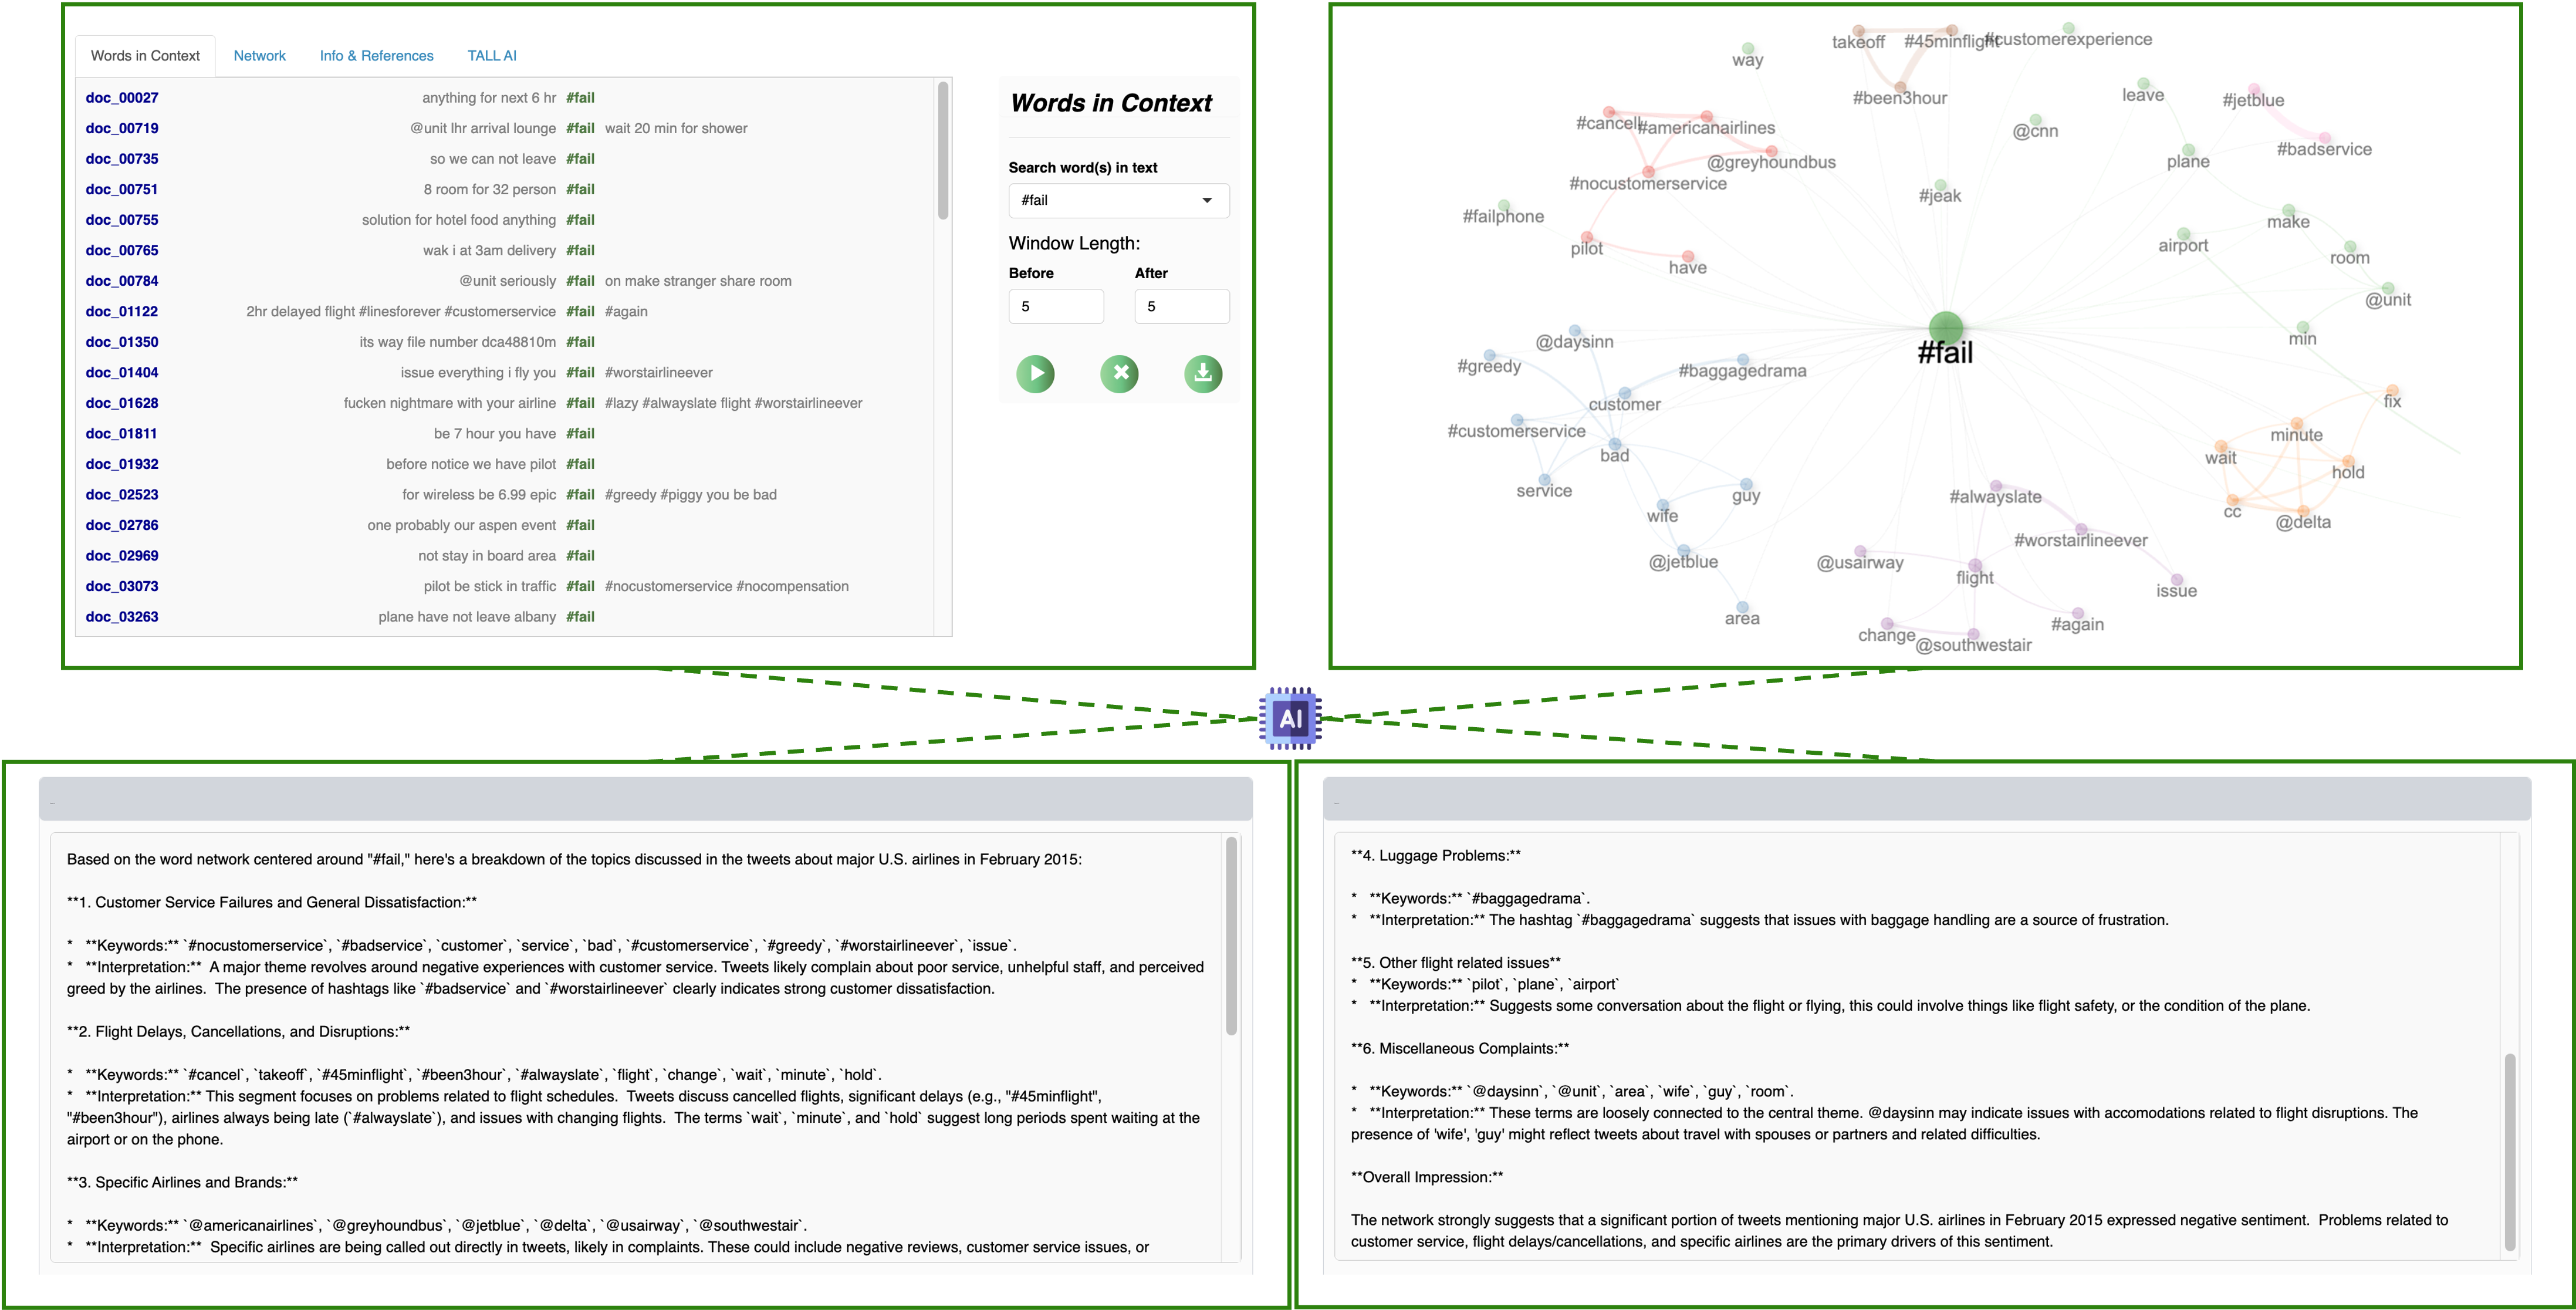 Words in Context Network Info & References TALL AI
doc_00027 anything for next 6 hr #fail
doc_00719 @unit lhr arrival lounge #fail wait 20 min for shower
doc_00735 so we can not leave #fail
doc_00751 8 room for 32 person #fail
doc_00755 solution for hotel food anything #fail
doc_00765 wak i at 3am delivery #fail
doc_00784 @unit seriously #fail on make stranger share room
doc_01122 2hr delayed flight #linesforever #customerservice #fail #again
doc_01350 its way file number dca48810m #fail
doc_01404 issue everything i fly you #fail #worstairlineever
doc_01628 fucken nightmare with your airline #fail #lazy #alwayslate flight #worstairlineever
doc_01811 be 7 hour you have #fail
doc_01932 before notice we have pilot #fail
doc_02523 for wireless be 6.99 epic #fail #greedy #piggy you be bad
doc_02786 one probably our aspen event #fail
doc_02969 not stay in board area #fail
doc_03073 pilot be stick in traffic #fail #nocustomerservice #nocompensation
doc_03263 plane have not leave albany #fail
Words in Context
Search word(s) in text
#fail
Window Length:
Before After
5 5
takeoff #45minflight #customerexperience
way
#been3hour
leave
#jetblue
#cancel #americanairlines
@cnn
#badservice
@greyhoundbus
plane
#nocustomerservice
#jeak
#failphone
make
pilot
airport
room
have
@unit
min
@daysinn
#fail
#greedy
#baggagedrama
customer
fix
#customerservice
minute
bad
wait
hold
service
guy
#alwayslate
wife
cc
@delta
#worstairlineever
@jetblue
@usairway
flight
issue
area
#again
change @southwestair
AI
Based on the word network centered around "#fail," here's a breakdown of the topics discussed in the tweets about major U.S. airlines in February 2015:
**1. Customer Service Failures and General Dissatisfaction:**
* **Keywords:** `#nocustomerservice`, `#badservice`, `customer`, `service`, `bad`, `#customerservice`, `#greedy`, `#worstairlineever`, `issue`.
* **Interpretation:** A major theme revolves around negative experiences with customer service. Tweets likely complain about poor service, unhelpful staff, and perceived
greed by the airlines. The presence of hashtags like `#badservice` and `#worstairlineever` clearly indicates strong customer dissatisfaction.
**2. Flight Delays, Cancellations, and Disruptions:**
* **Keywords:** `#cancel`, `takeoff`, `#45minflight`, `#been3hour`, `#alwayslate`, `flight`, `change`, `wait`, `minute`, `hold`.
* **Interpretation:** This segment focuses on problems related to flight schedules. Tweets discuss cancelled flights, significant delays (e.g., "#45minflight",
"#been3hour"), airlines always being late (`#alwayslate`), and issues with changing flights. The terms `wait`, `minute`, and `hold` suggest long periods spent waiting at the
airport or on the phone.
**3. Specific Airlines and Brands:**
* **Keywords:** `@americanairlines`, `@greyhoundbus`, `@jetblue`, `@delta`, `@usairway`, `@southwestair`.
* **Interpretation:** Specific airlines are being called out directly in tweets, likely in complaints. These could include negative reviews, customer service issues, or
**4. Luggage Problems:**
* **Keywords:** `#baggagedrama`.
* **Interpretation:** The hashtag `#baggagedrama` suggests that issues with baggage handling are a source of frustration.
**5. Other flight related issues**
* **Keywords:** `pilot`, `plane`, `airport`
* **Interpretation:** Suggests some conversation about the flight or flying, this could involve things like flight safety, or the condition of the plane.
**6. Miscellaneous Complaints:**
* **Keywords:** `@daysinn`, `@unit`, `area`, `wife`, `guy`, `room`.
* **Interpretation:** These terms are loosely connected to the central theme. @daysinn may indicate issues with accomodations related to flight disruptions. The
presence of 'wife', 'guy' might reflect tweets about travel with spouses or partners and related difficulties.
**Overall Impression:**
The network strongly suggests that a significant portion of tweets mentioning major U.S. airlines in February 2015 expressed negative sentiment. Problems related to
customer service, flight delays/cancellations, and specific airlines are the primary drivers of this sentiment.